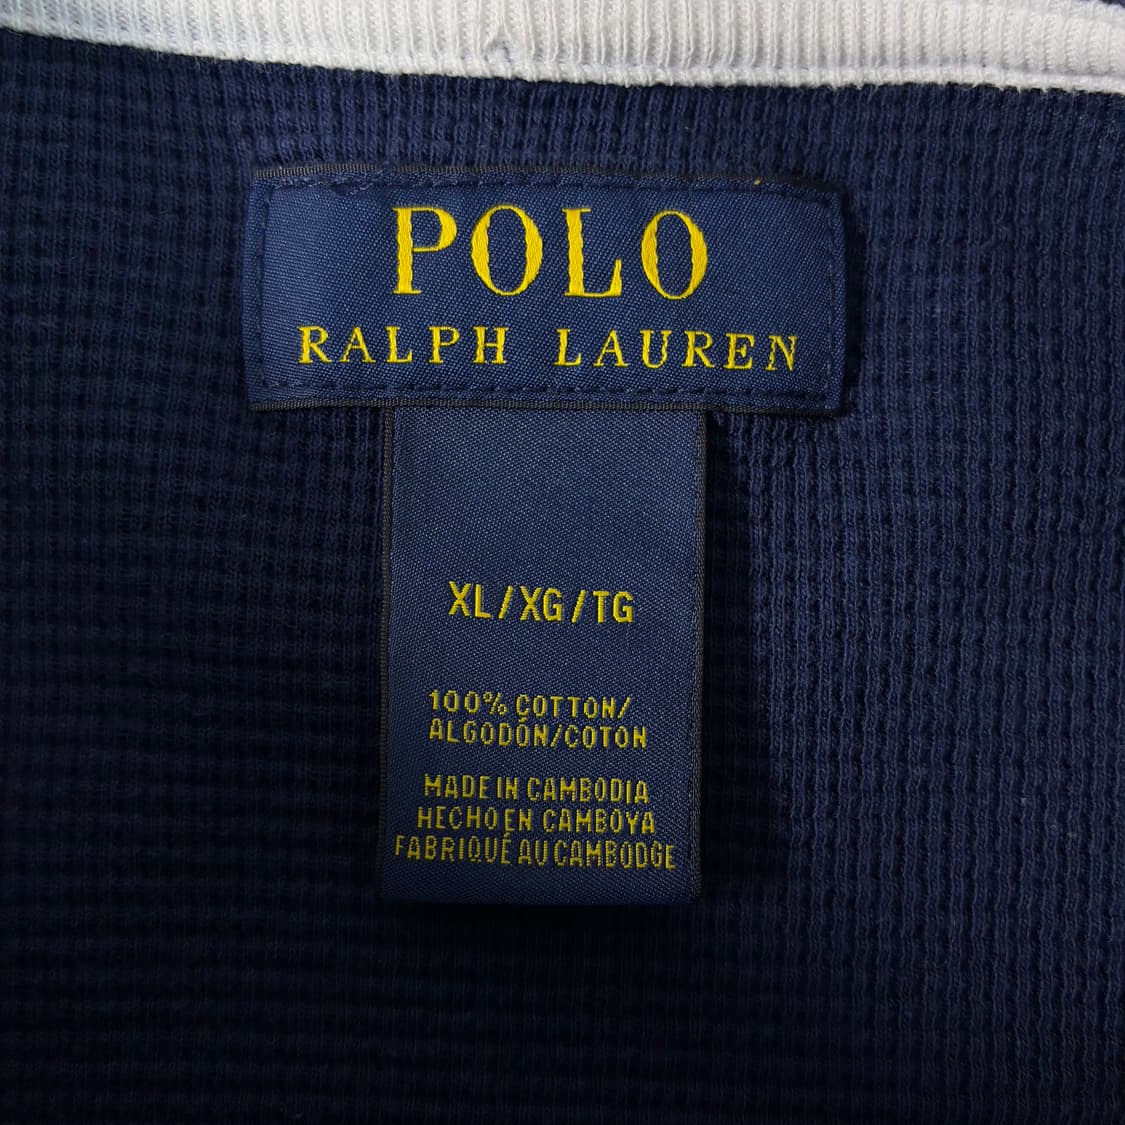 POLO
RALPH LAUREN
XL/XG/TG
100% COTTON/
ALGODÓN/COTON
MADE IN CAMBODIA
HECHO EN CAMBOYA
FABRIQUÉ AU CAMBODGE